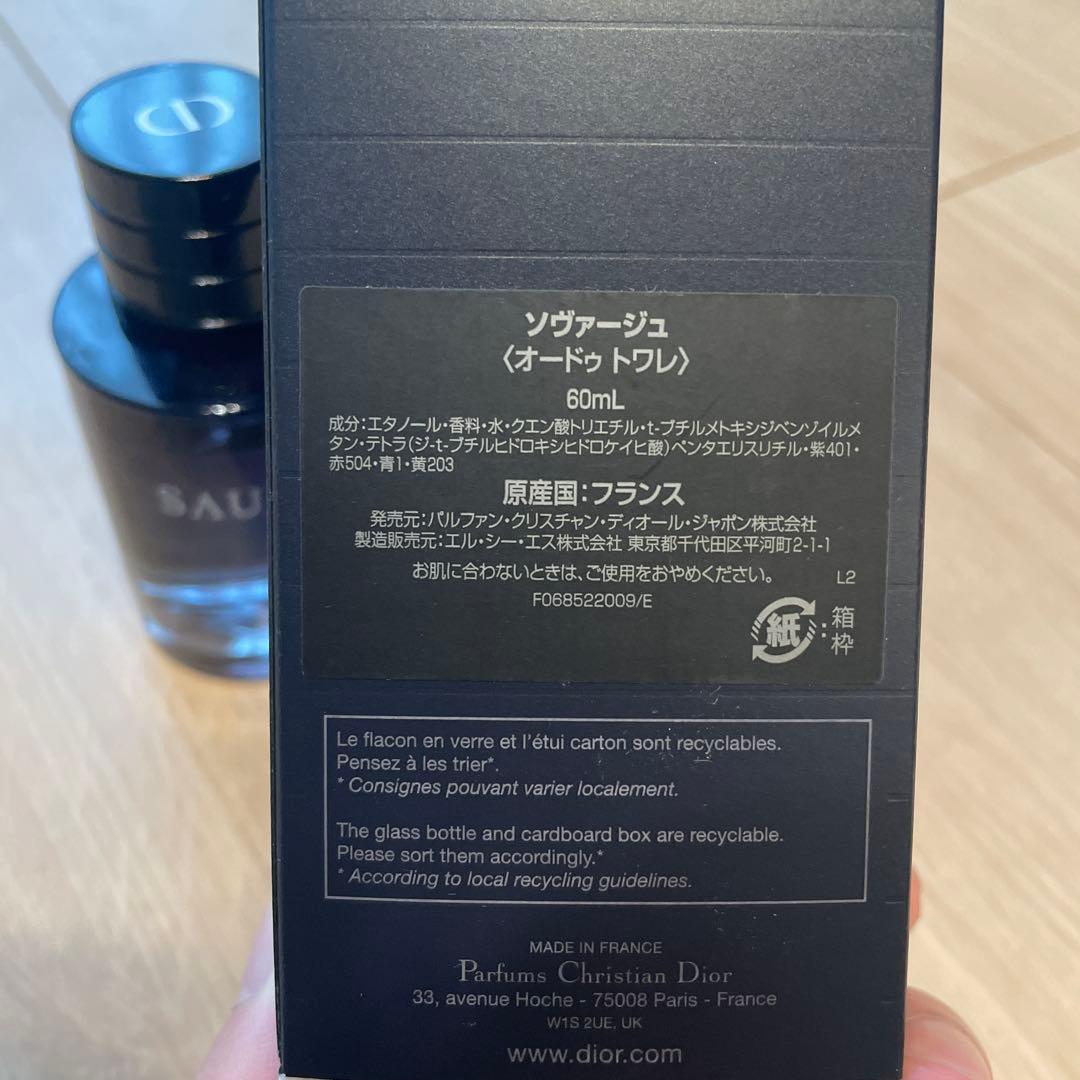 SAU
ソヴァージュ
〈オードゥ トワレ〉
60mL
成分:エタノール・香料・水・クエン酸トリエチル・t-ブチルメトキシジベンゾイルメ
タン・テトラ(ジ-t-ブチルヒドロキシヒドロケイヒ酸)ペンタエリスリチル・紫401・
赤504・青1・黄203
原産国:フランス
発売元:パルファン・クリスチャン・ディオール・ジャポン株式会社
製造販売元:エル・シー・エス株式会社 東京都千代田区平河町2-1-1
お肌に合わないときは、ご使用をおやめください。 L2
F068522009/E
紙:箱
枠
Le flacon en verre et l'étui carton sont recyclables.
Pensez à les trier*.
* Consignes pouvant varier localement.
The glass bottle and cardboard box are recyclable.
Please sort them accordingly.*
* According to local recycling guidelines.
MADE IN FRANCE
Parfums Christian Dior
33, avenue Hoche - 75008 Paris - France
W1S 2UE, UK
www.dior.com